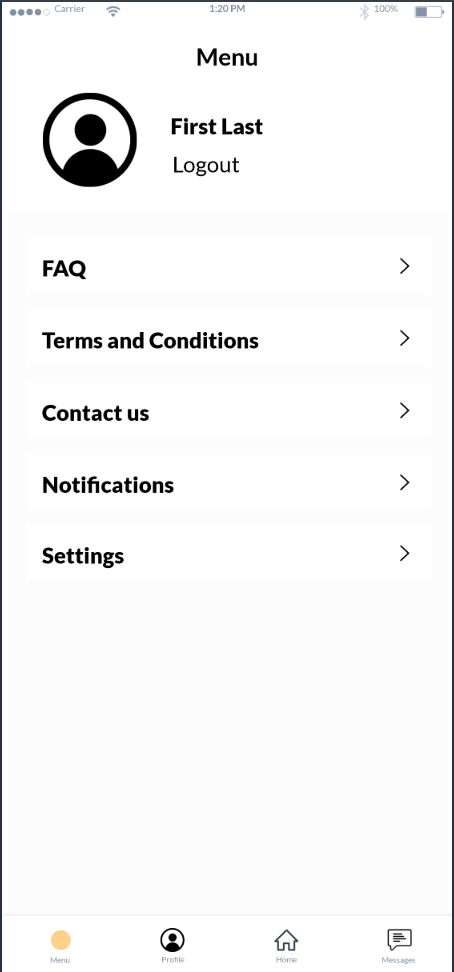 Carrier 1:20 PM 100%
Menu
First Last
Logout
FAQ
Terms and Conditions
Contact us
Notifications
Settings
Menu Profile Home Messages